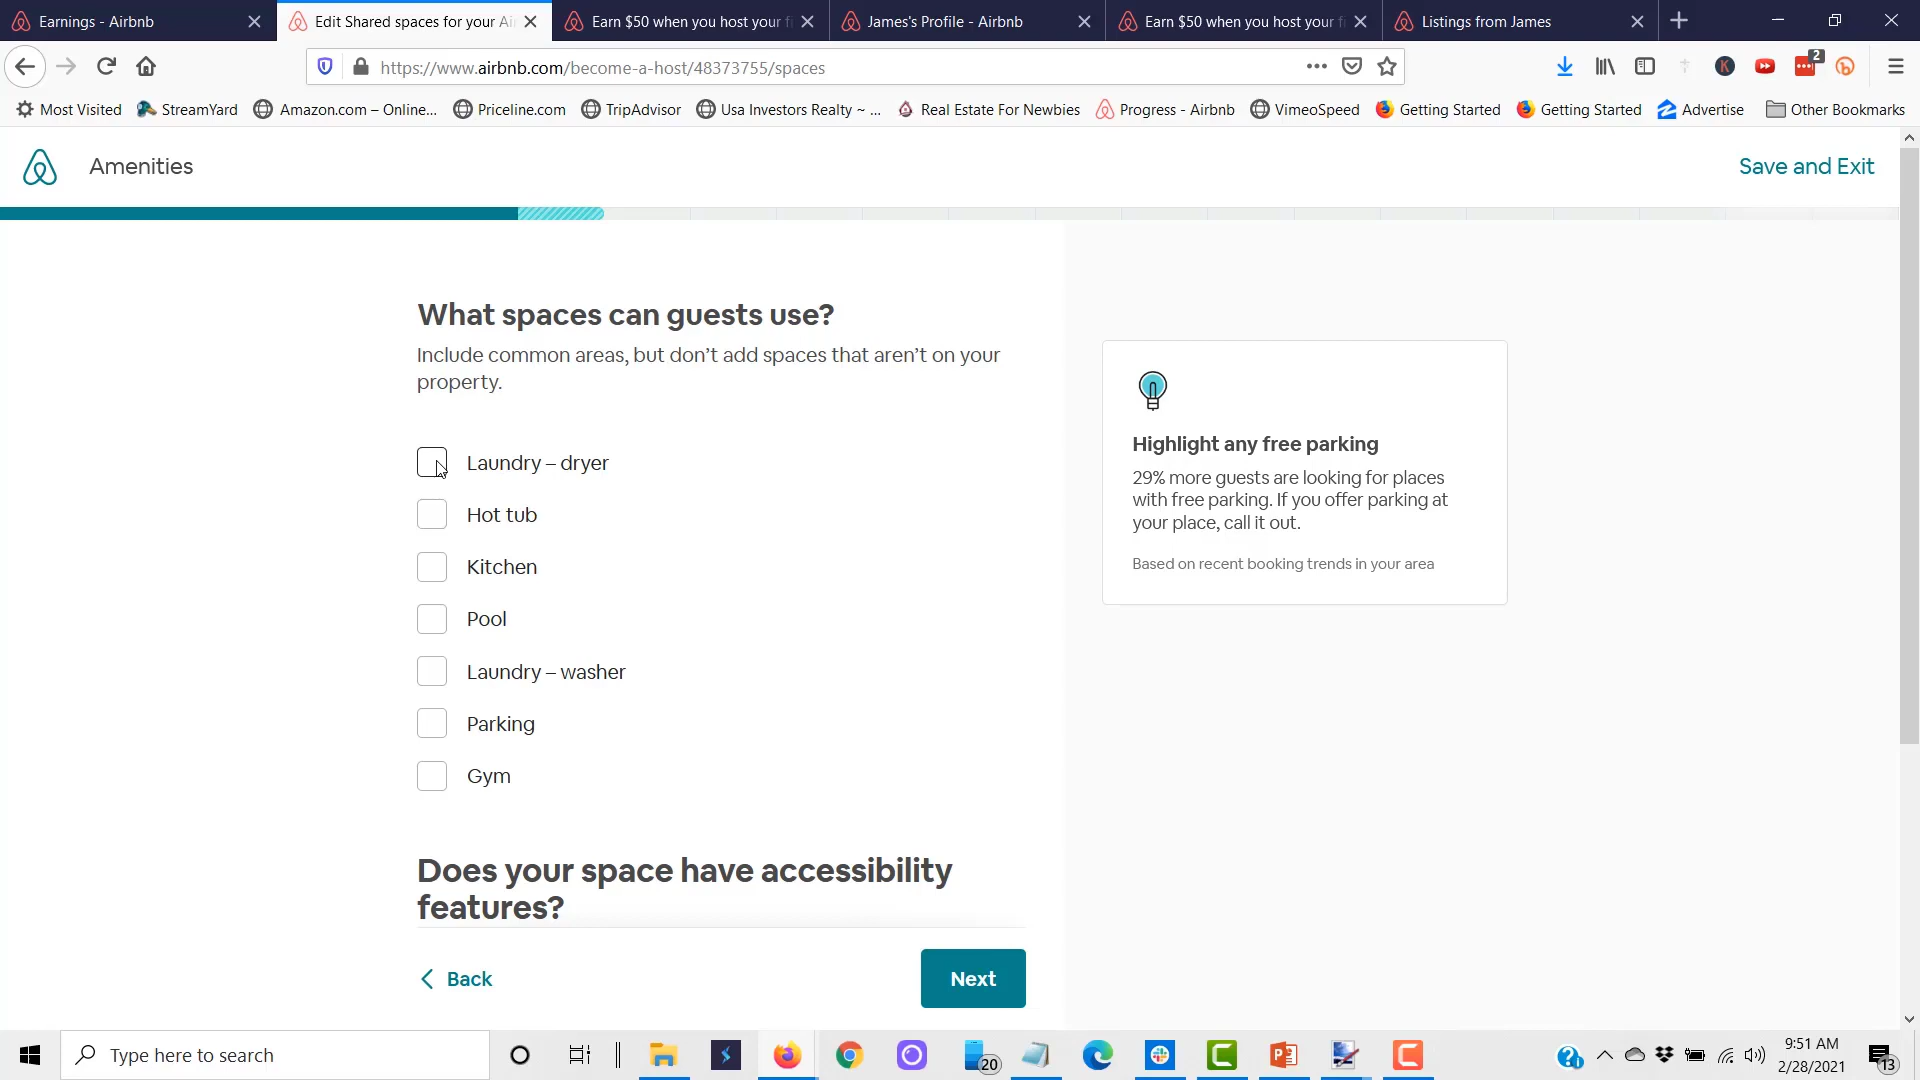 Earnings - Airbnb
Edit Shared spaces for your Ai
Earn $50 when you host your f
James's Profile - Airbnb
Earn $50 when you host your f
Listings from James
https://www.airbnb.com/become-a-host/48373755/spaces
2
Most Visited StreamYard Amazon.com – Online... Priceline.com TripAdvisor Usa Investors Realty ~ ... Real Estate For Newbies Progress - Airbnb VimeoSpeed Getting Started Getting Started Advertise Other Bookmarks
Amenities
Save and Exit
What spaces can guests use?
Include common areas, but don’t add spaces that aren’t on your
property.
Laundry – dryer
Hot tub
Kitchen
Pool
Laundry – washer
Parking
Gym
Highlight any free parking
29% more guests are looking for places
with free parking. If you offer parking at
your place, call it out.
Based on recent booking trends in your area
Does your space have accessibility
features?
Back
Next
Type here to search
20
9:51 AM
2/28/2021
13